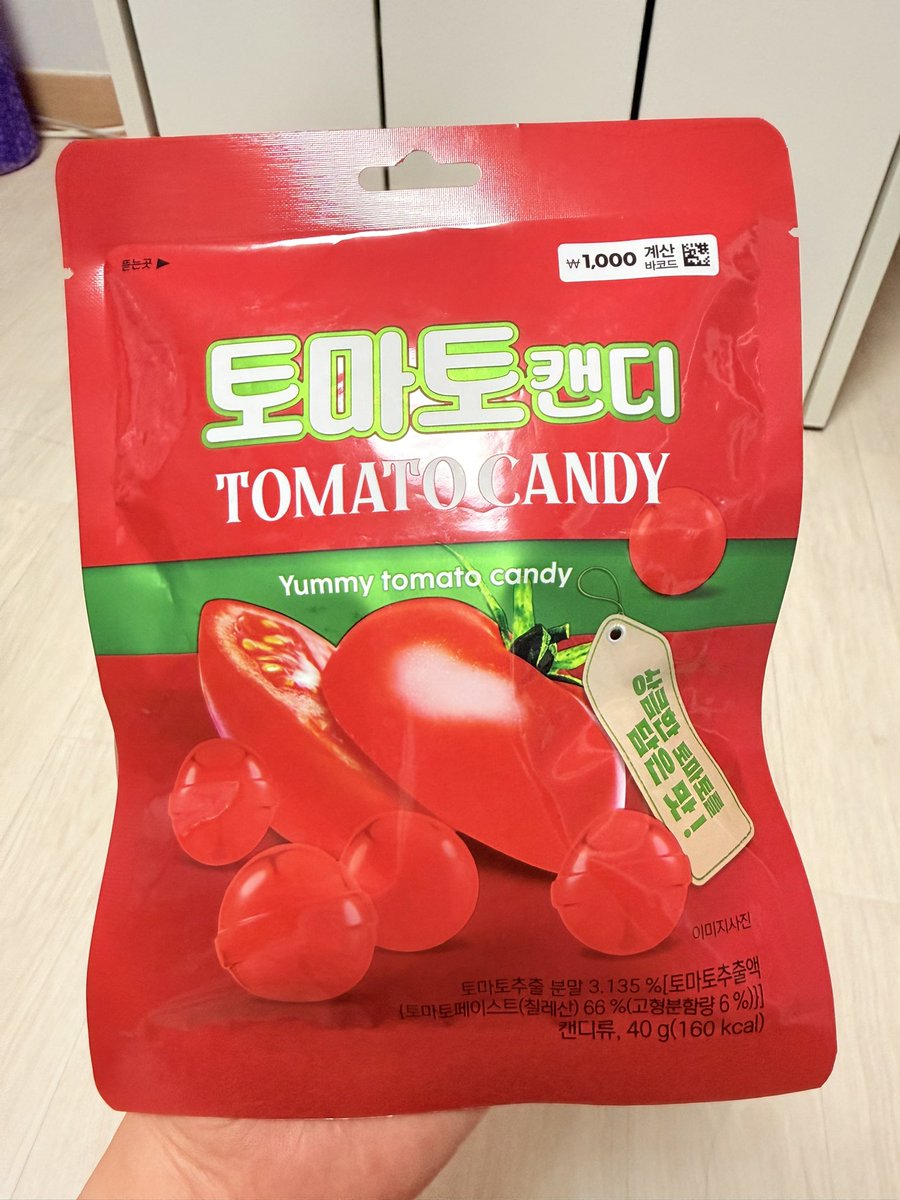 뜯는곳 ▶
₩1,000 계산 바코드
토마토캔디
TOMATO CANDY
Yummy tomato candy
상큼한 토마토를
담은 맛!
이미지사진
토마토추출 분말 3.135 %[토마토추출액
{토마토페이스트(칠레산) 66 %(고형분함량 6 %)}]
캔디류, 40 g(160 kcal)